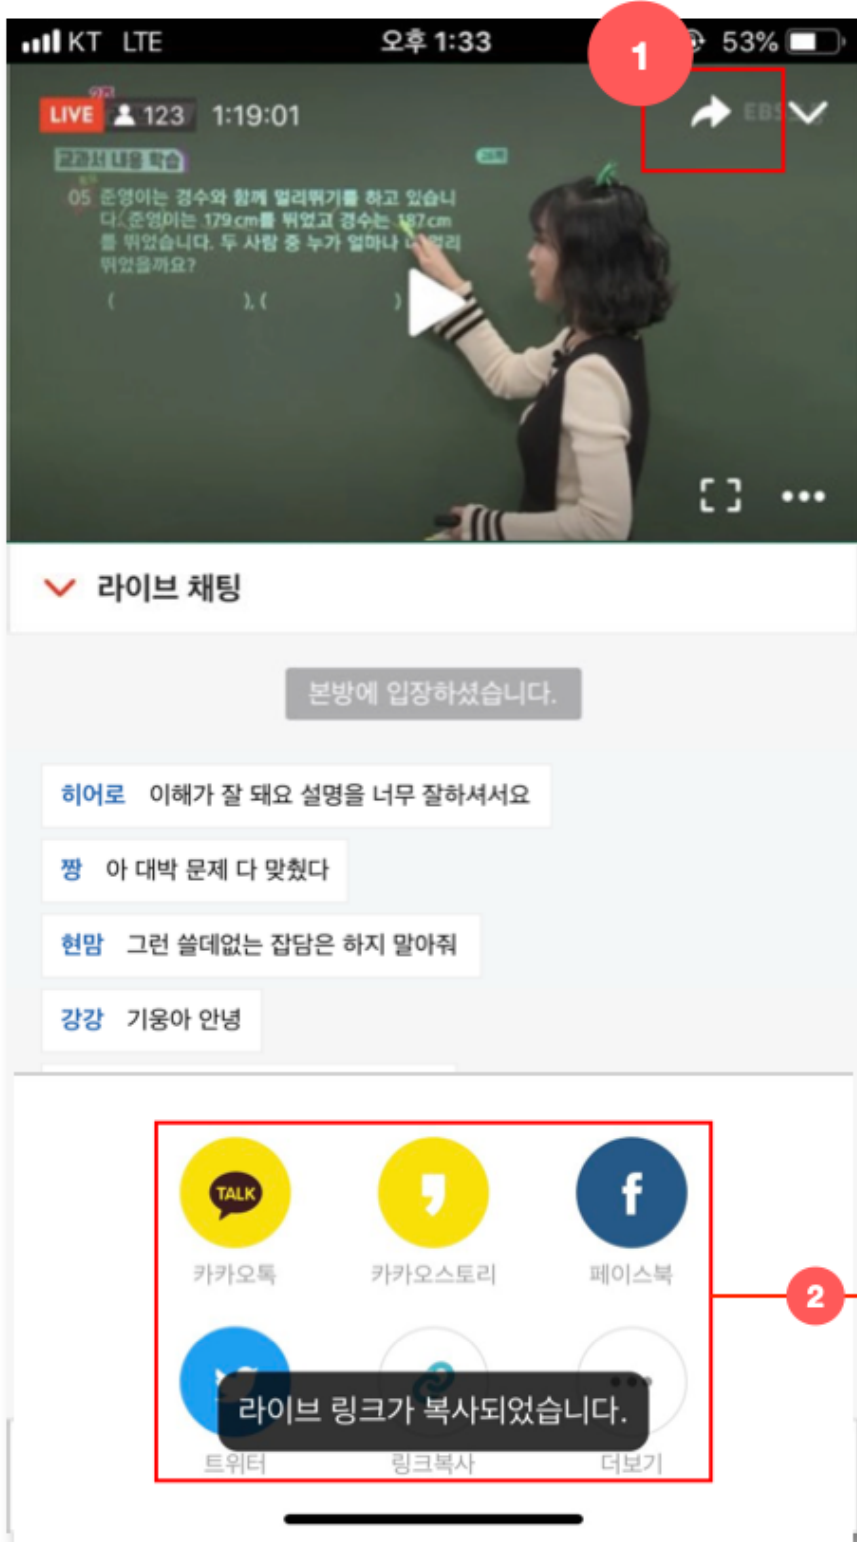 KT LTE 오후 1:33 53%
1
LIVE 123 1:19:01
교과서 내용 학습
05 준영이는 경수와 함께 멀리뛰기를 하고 있습니
다. 준영이는 179 cm를 뛰었고 경수는 187 cm
를 뛰었습니다. 두 사람 중 누가 얼마나 더 멀리
뛰었을까요?
( ), ( )
라이브 채팅
본방에 입장하셨습니다.
히어로 이해가 잘 돼요 설명을 너무 잘하셔서요
짱 아 대박 문제 다 맞췄다
현맘 그런 쓸데없는 잡담은 하지 말아줘
강강 기웅아 안녕
TALK f
카카오톡 카카오스토리 페이스북
2
라이브 링크가 복사되었습니다.
트위터 링크복사 더보기